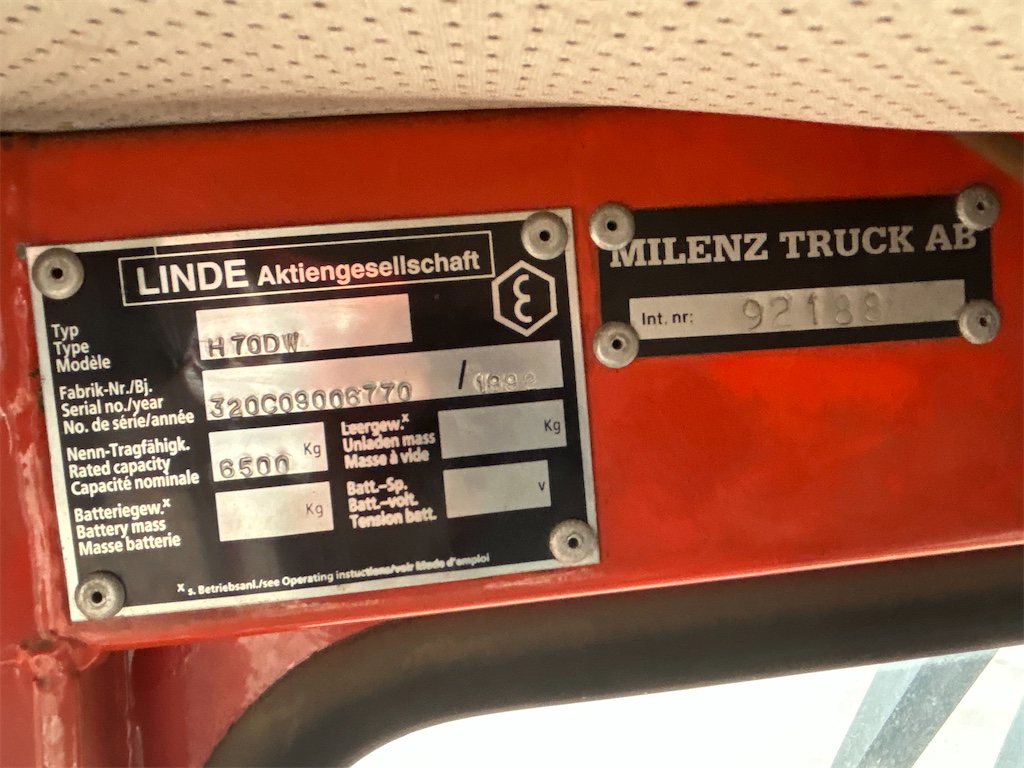 LINDE Aktiengesellschaft
Typ
Type
Modèle
H70DW
Fabrik-Nr./Bj.
Serial no./year
No. de série/année
320C09006770 /
Nenn-Tragfähigk.
Rated capacity
Capacité nominale
6500 Kg
Leergew.x
Unladen mass
Masse à vide
Kg
Batteriegew.x
Battery mass
Masse batterie
Kg
Batt.-Sp.
Batt.-volt.
Tension batt.
V
x s. Betriebsanl./see Operating instuctions/voir Mode d'emploi
MILENZ TRUCK AB
Int. nr: 92188